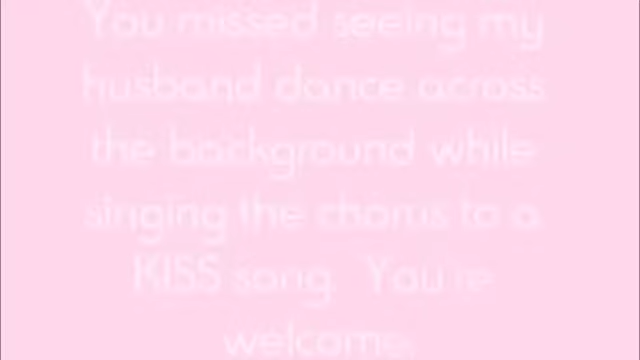 You missed seeing my
husband dance across
the background while
singing the chorus to a
KISS song. You're
welcome.